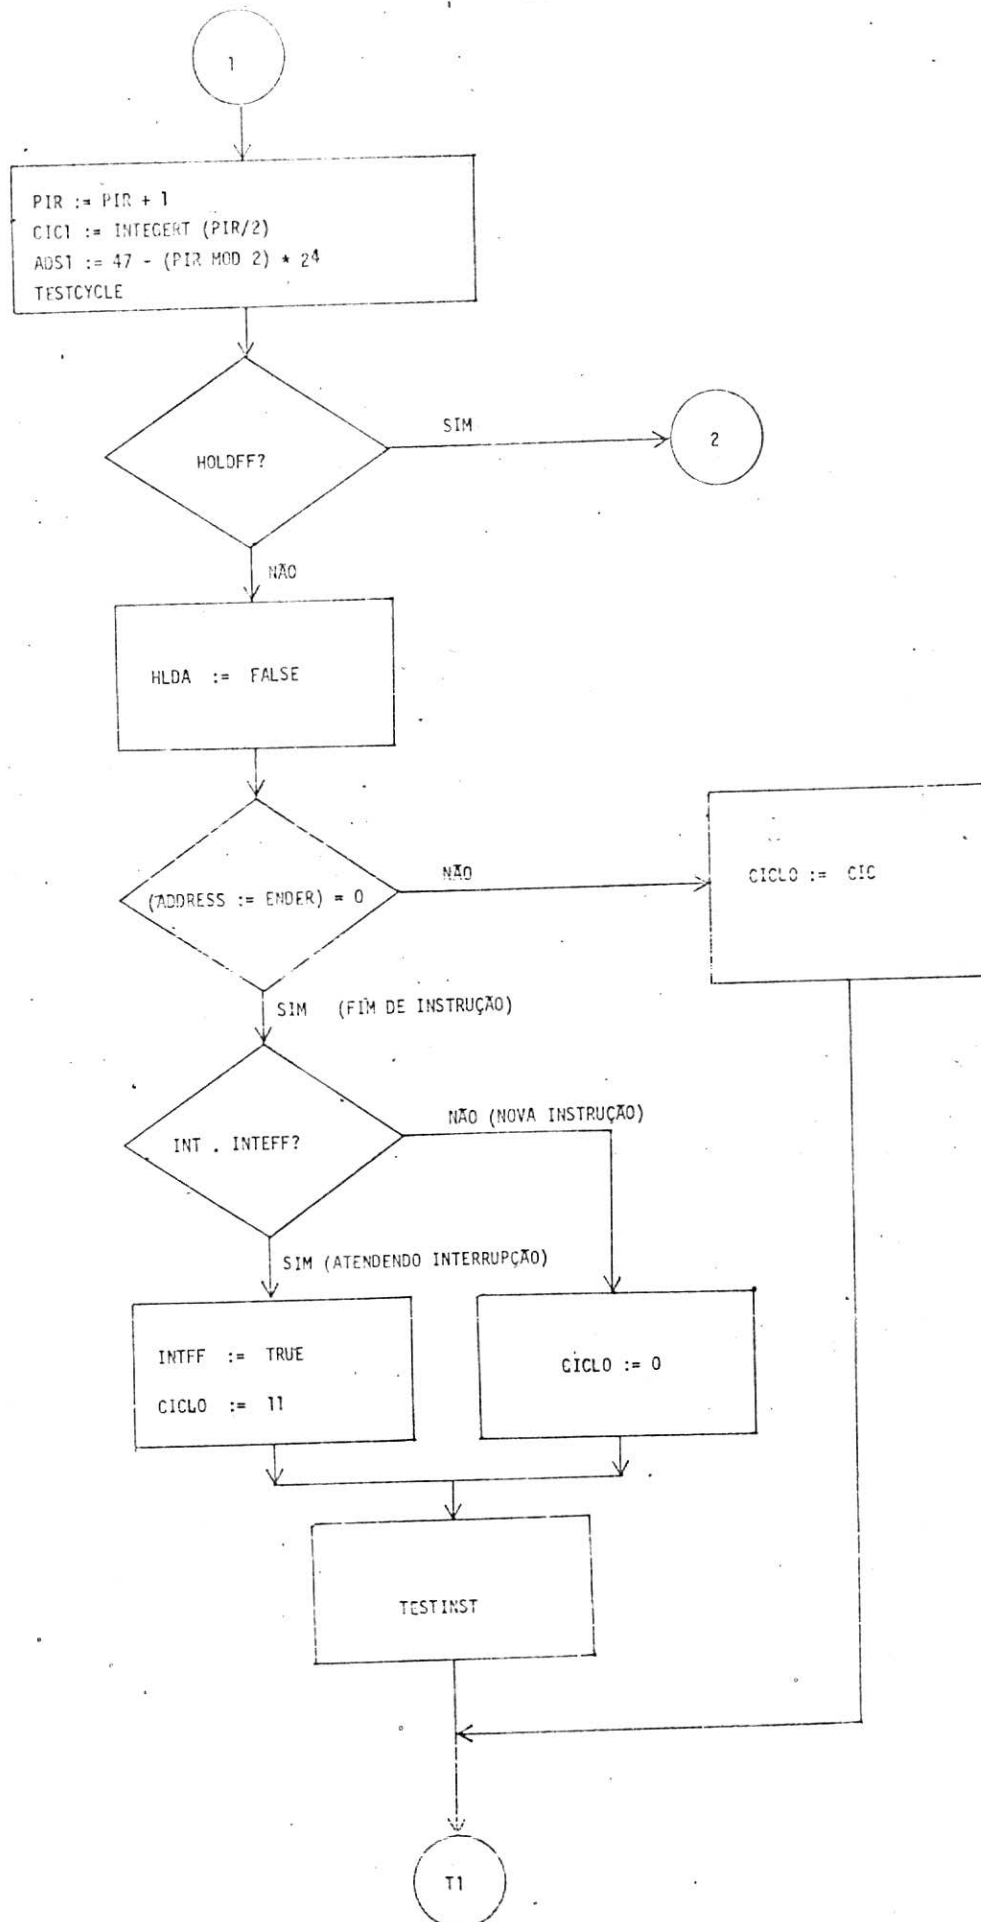 1
PIR := PIR + 1
CIC1 := INTEGERT (PIR/2)
ADS1 := 47 - (PIR MOD 2) * 24
TESTCYCLE
HOLDFF?
SIM
2
NÃO
HLDA := FALSE
(ADDRESS := ENDER) = 0
NÃO
CICLO := CIC
SIM (FIM DE INSTRUÇÃO)
INT . INTEFF?
NÃO (NOVA INSTRUÇÃO)
SIM (ATENDENDO INTERRUPÇÃO)
INTFF := TRUE
CICLO := 11
CICLO := 0
TESTINST
T1